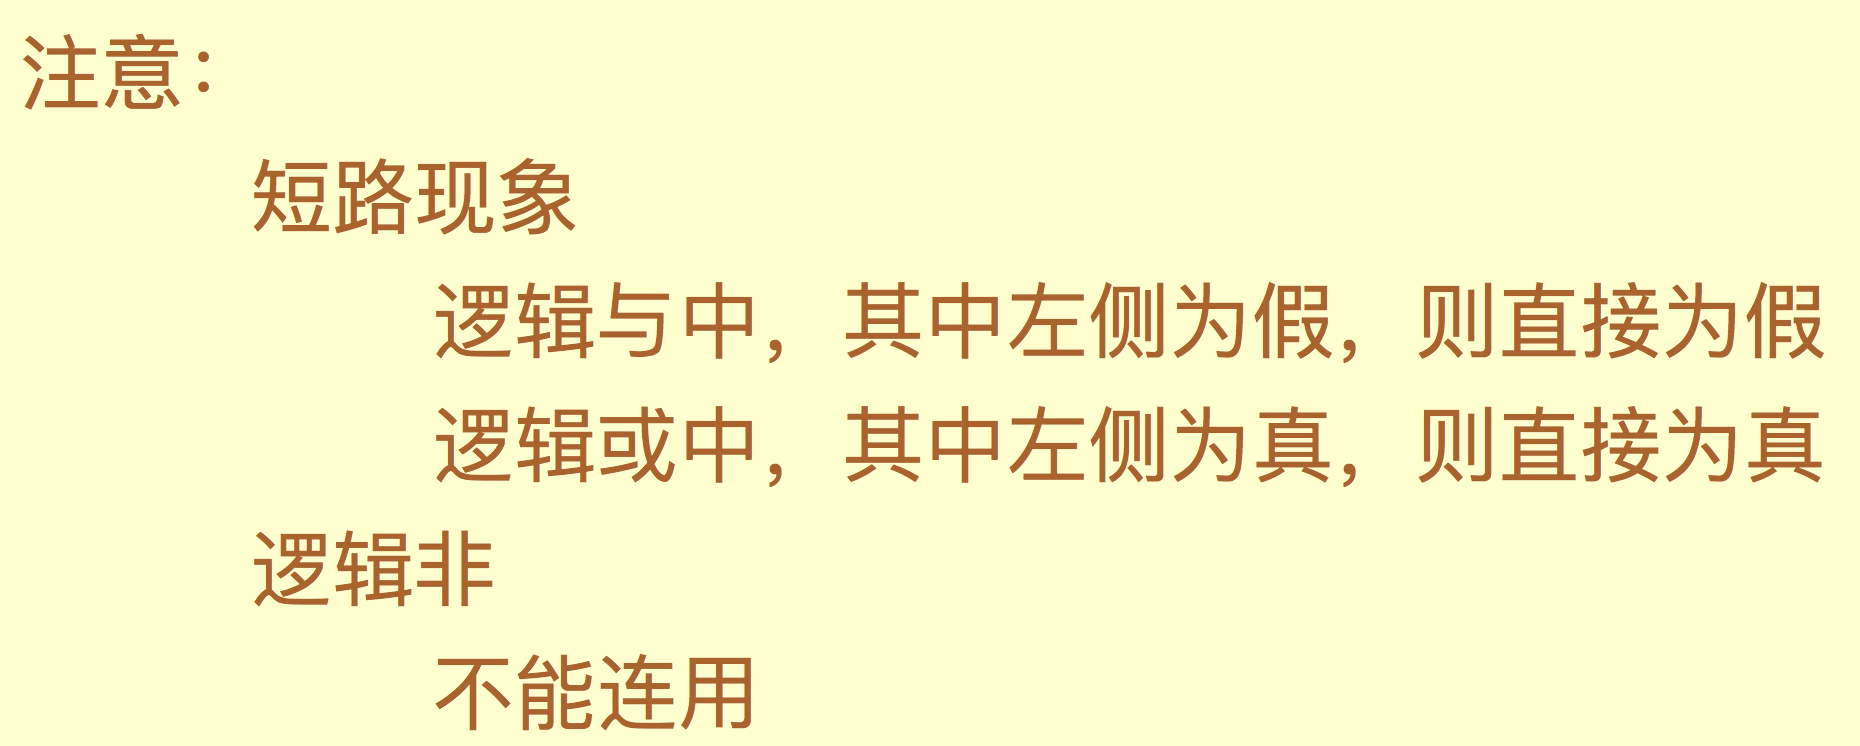 注意：
短路现象
逻辑与中，其中左侧为假，则直接为假
逻辑或中，其中左侧为真，则直接为真
逻辑非
不能连用